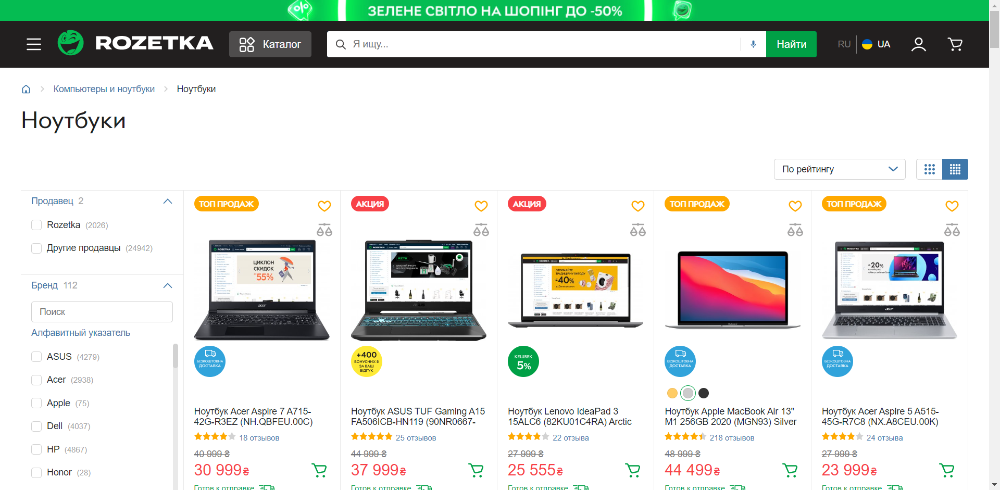 ЗЕЛЕНЕ СВІТЛО НА ШОПІНГ ДО -50%
ROZETKA
Каталог
Я ищу...
Найти
RU
UA
Компьютеры и ноутбуки
Ноутбуки
Ноутбуки
По рейтингу
Продавец 2
Rozetka (2026)
Другие продавцы (24942)
Бренд 112
Поиск
Алфавитный указатель
ASUS (4279)
Acer (2938)
Apple (75)
Dell (4037)
HP (4867)
Honor (28)
ТОП ПРОДАЖ
ЦИКЛОН
СКИДОК
55%
acer
БЕЗКОШТОВНА
ДОСТАВКА
Ноутбук Acer Aspire 7 A715-
42G-R3EZ (NH.QBFEU.00C)
18 отзывов
40 999 ₴
30 999₴
Готов к отправке
АКЦИЯ
RZTK
+400
БОНУСНИХ ₴
ЗА ВАШ
ВІДГУК
Ноутбук ASUS TUF Gaming A15
FA506ICB-HN119 (90NR0667-
25 отзывов
44 999 ₴
37 999₴
Готов к отправке
АКЦИЯ
ОТРИМАЙТЕ
ТРАДИЦІЙНУ ВИГОДУ
40%
КЕШБЕК
5%
Ноутбук Lenovo IdeaPad 3
15ALC6 (82KU01C4RA) Arctic
22 отзыва
27 999 ₴
25 555₴
Готов к отправке
ТОП ПРОДАЖ
БЕЗКОШТОВНА
ДОСТАВКА
Ноутбук Apple MacBook Air 13"
M1 256GB 2020 (MGN93) Silver
218 отзывов
48 999 ₴
44 499₴
Готов к отправке
ТОП ПРОДАЖ
20%
acer
БЕЗКОШТОВНА
ДОСТАВКА
Ноутбук Acer Aspire 5 A515-
45G-R7C8 (NX.A8CEU.00K)
24 отзыва
27 999 ₴
23 999₴
Готов к отправке